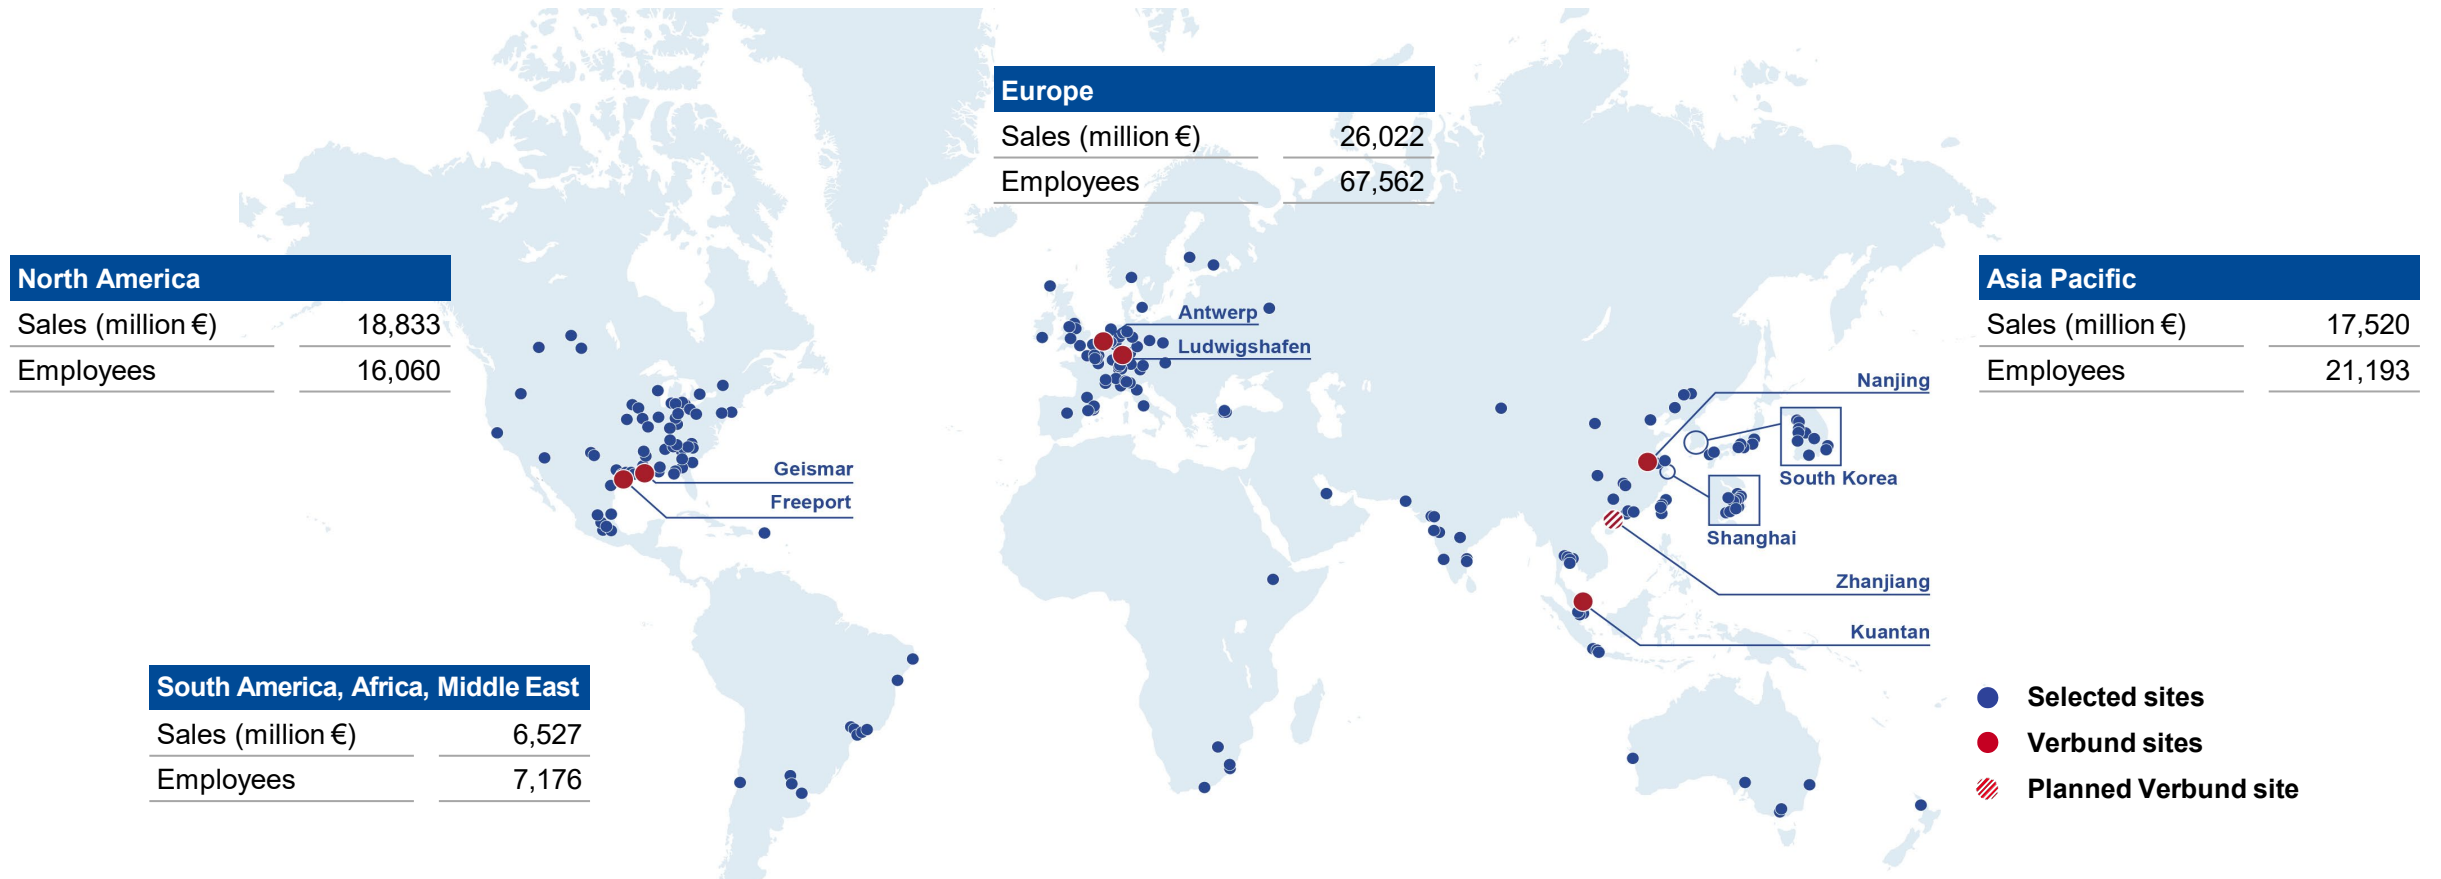 Europe
Sales (million €) 26,022
Employees 67,562
North America
Sales (million €) 18,833
Employees 16,060
Asia Pacific
Sales (million €) 17,520
Employees 21,193
South America, Africa, Middle East
Sales (million €) 6,527
Employees 7,176
Antwerp
Ludwigshafen
Geismar
Freeport
Nanjing
South Korea
Shanghai
Zhanjiang
Kuantan
Selected sites
Verbund sites
Planned Verbund site